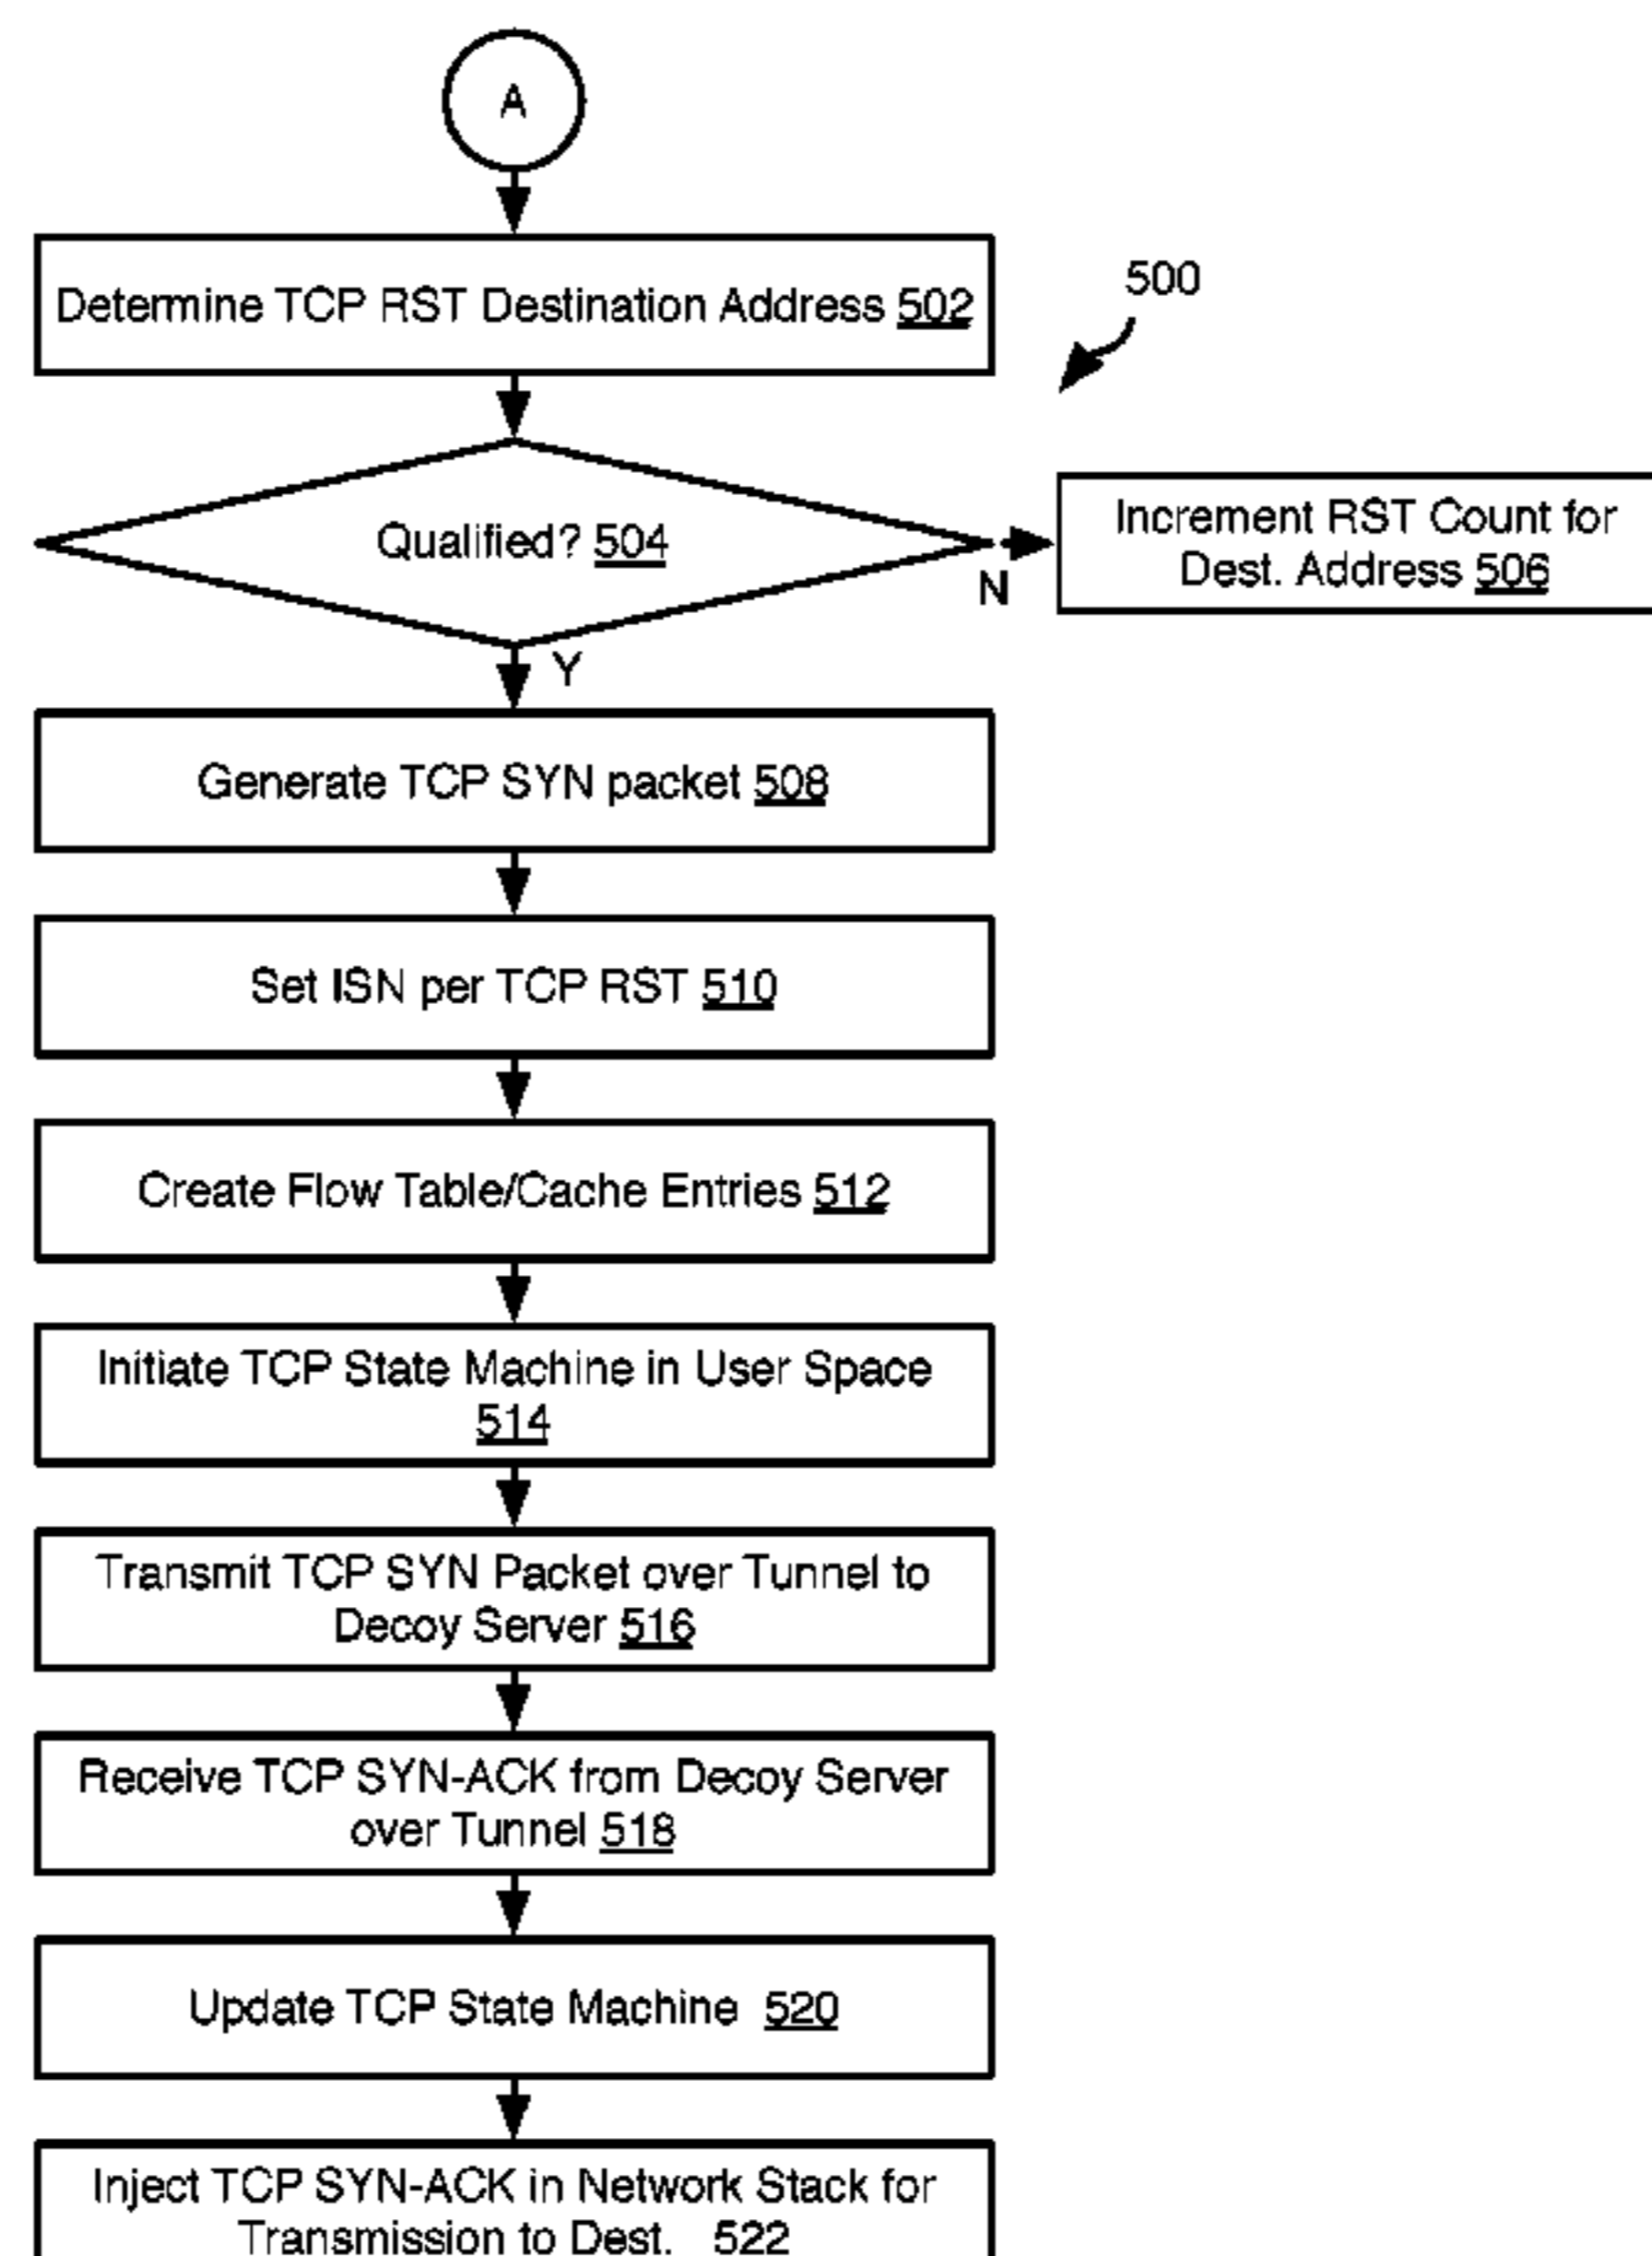 A
Determine TCP RST Destination Address 502
500
Qualified? 504
N
Increment RST Count for
Dest. Address 506
Y
Generate TCP SYN packet 508
Set ISN per TCP RST 510
Create Flow Table/Cache Entries 512
Initiate TCP State Machine in User Space
514
Transmit TCP SYN Packet over Tunnel to
Decoy Server 516
Receive TCP SYN-ACK from Decoy Server
over Tunnel 518
Update TCP State Machine 520
Inject TCP SYN-ACK in Network Stack for
Transmission to Dest. 522